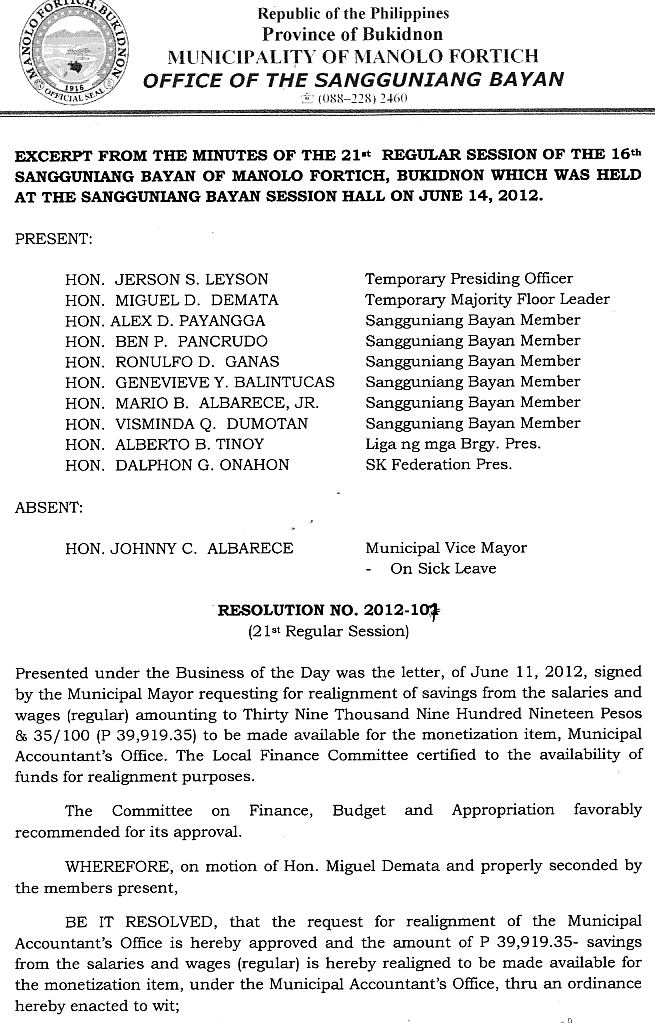 MANOLO FORTICH, BUKIDNON
1916
OFFICIAL SEAL
Republic of the Philippines
Province of Bukidnon
MUNICIPALITY OF MANOLO FORTICH
OFFICE OF THE SANGGUNIANG BAYAN
☏ (088–228) 2460
EXCERPT FROM THE MINUTES OF THE 21st REGULAR SESSION OF THE 16th
SANGGUNIANG BAYAN OF MANOLO FORTICH, BUKIDNON WHICH WAS HELD
AT THE SANGGUNIANG BAYAN SESSION HALL ON JUNE 14, 2012.
PRESENT:
HON. JERSON S. LEYSON Temporary Presiding Officer
HON. MIGUEL D. DEMATA Temporary Majority Floor Leader
HON. ALEX D. PAYANGGA Sangguniang Bayan Member
HON. BEN P. PANCRUDO Sangguniang Bayan Member
HON. RONULFO D. GANAS Sangguniang Bayan Member
HON. GENEVIEVE Y. BALINTUCAS Sangguniang Bayan Member
HON. MARIO B. ALBARECE, JR. Sangguniang Bayan Member
HON. VISMINDA Q. DUMOTAN Sangguniang Bayan Member
HON. ALBERTO B. TINOY Liga ng mga Brgy. Pres.
HON. DALPHON G. ONAHON SK Federation Pres.
ABSENT:
HON. JOHNNY C. ALBARECE Municipal Vice Mayor
- On Sick Leave
RESOLUTION NO. 2012-107
(21st Regular Session)
Presented under the Business of the Day was the letter, of June 11, 2012, signed
by the Municipal Mayor requesting for realignment of savings from the salaries and
wages (regular) amounting to Thirty Nine Thousand Nine Hundred Nineteen Pesos
& 35/100 (P 39,919.35) to be made available for the monetization item, Municipal
Accountant's Office. The Local Finance Committee certified to the availability of
funds for realignment purposes.
The Committee on Finance, Budget and Appropriation favorably
recommended for its approval.
WHEREFORE, on motion of Hon. Miguel Demata and properly seconded by
the members present,
BE IT RESOLVED, that the request for realignment of the Municipal
Accountant's Office is hereby approved and the amount of P 39,919.35- savings
from the salaries and wages (regular) is hereby realigned to be made available for
the monetization item, under the Municipal Accountant's Office, thru an ordinance
hereby enacted to wit;